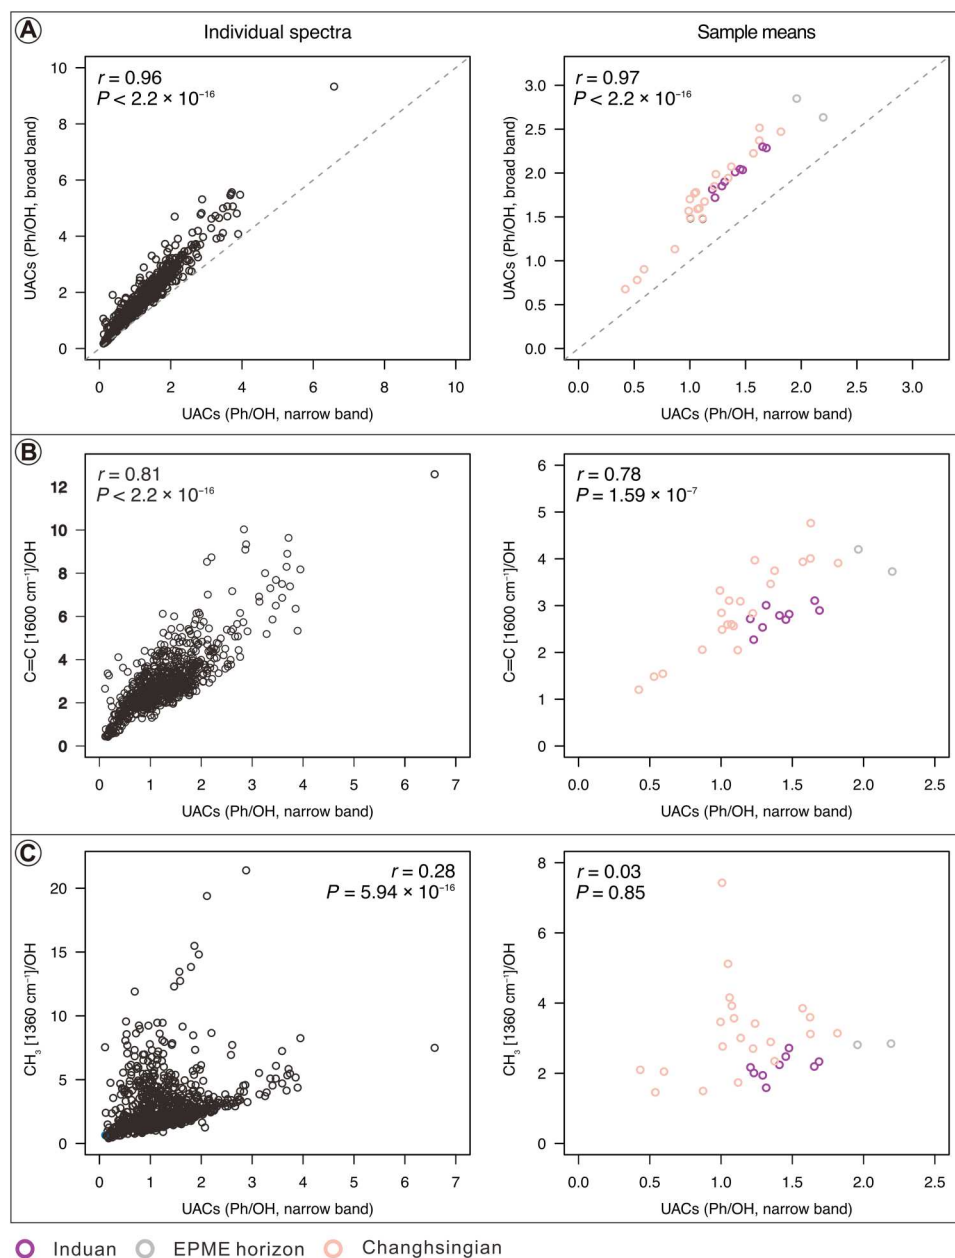 A
Individual spectra
Sample means
r = 0.96
P < 2.2 × 10⁻¹⁶
10
8
6
4
2
0
UACs (Ph/OH, broad band)
0 2 4 6 8 10
UACs (Ph/OH, narrow band)
r = 0.97
P < 2.2 × 10⁻¹⁶
3.0
2.5
2.0
1.5
1.0
0.5
0.0
UACs (Ph/OH, broad band)
0.0 0.5 1.0 1.5 2.0 2.5 3.0
UACs (Ph/OH, narrow band)
B
r = 0.81
P < 2.2 × 10⁻¹⁶
12
10
8
6
4
2
0
C=C [1600 cm⁻¹]/OH
0 1 2 3 4 5 6 7
UACs (Ph/OH, narrow band)
r = 0.78
P = 1.59 × 10⁻⁷
6
5
4
3
2
1
0
C=C [1600 cm⁻¹]/OH
0.0 0.5 1.0 1.5 2.0 2.5
UACs (Ph/OH, narrow band)
C
r = 0.28
P = 5.94 × 10⁻¹⁶
20
15
10
5
0
CH₃ [1360 cm⁻¹]/OH
0 1 2 3 4 5 6 7
UACs (Ph/OH, narrow band)
r = 0.03
P = 0.85
8
6
4
2
0
CH₃ [1360 cm⁻¹]/OH
0.0 0.5 1.0 1.5 2.0 2.5
UACs (Ph/OH, narrow band)
Induan EPME horizon Changhsingian